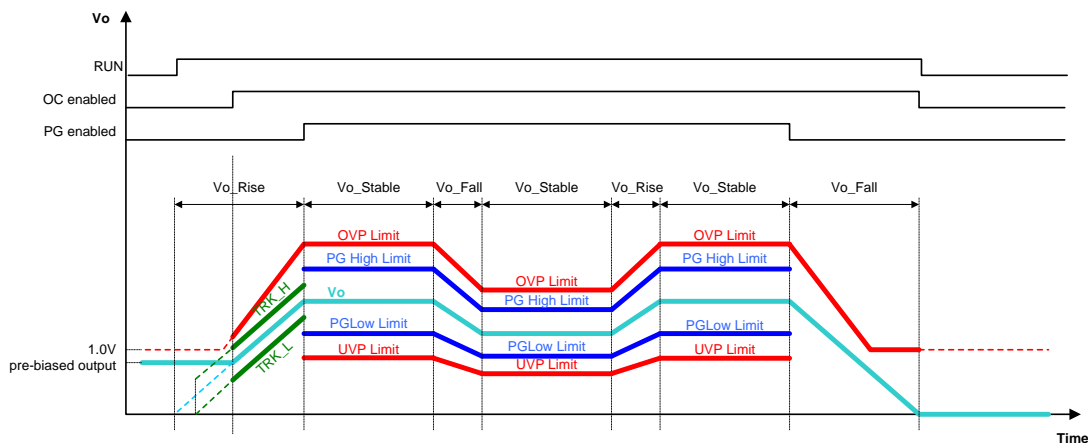 Vo
RUN
OC enabled
PG enabled
Vo_Rise
Vo_Stable
Vo_Fall
Vo_Stable
Vo_Rise
Vo_Stable
Vo_Fall
OVP Limit
OVP Limit
PG High Limit
PG High Limit
TRK_H
Vo
OVP Limit
PG High Limit
TRK_L
PGLow Limit
PGLow Limit
1.0V
PGLow Limit
UVP Limit
UVP Limit
pre-biased output
UVP Limit
Time